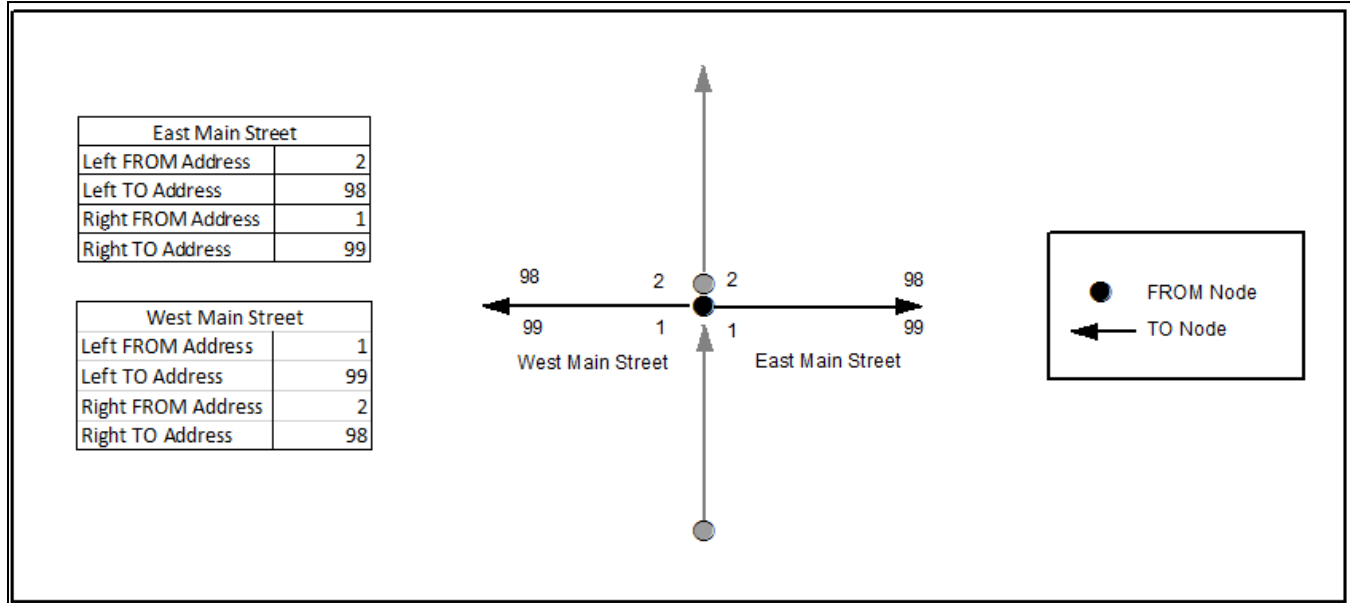 East Main Street
Left FROM Address 2
Left TO Address 98
Right FROM Address 1
Right TO Address 99
West Main Street
Left FROM Address 1
Left TO Address 99
Right FROM Address 2
Right TO Address 98
98 2 2 98
99 1 1 99
West Main Street East Main Street
FROM Node
TO Node